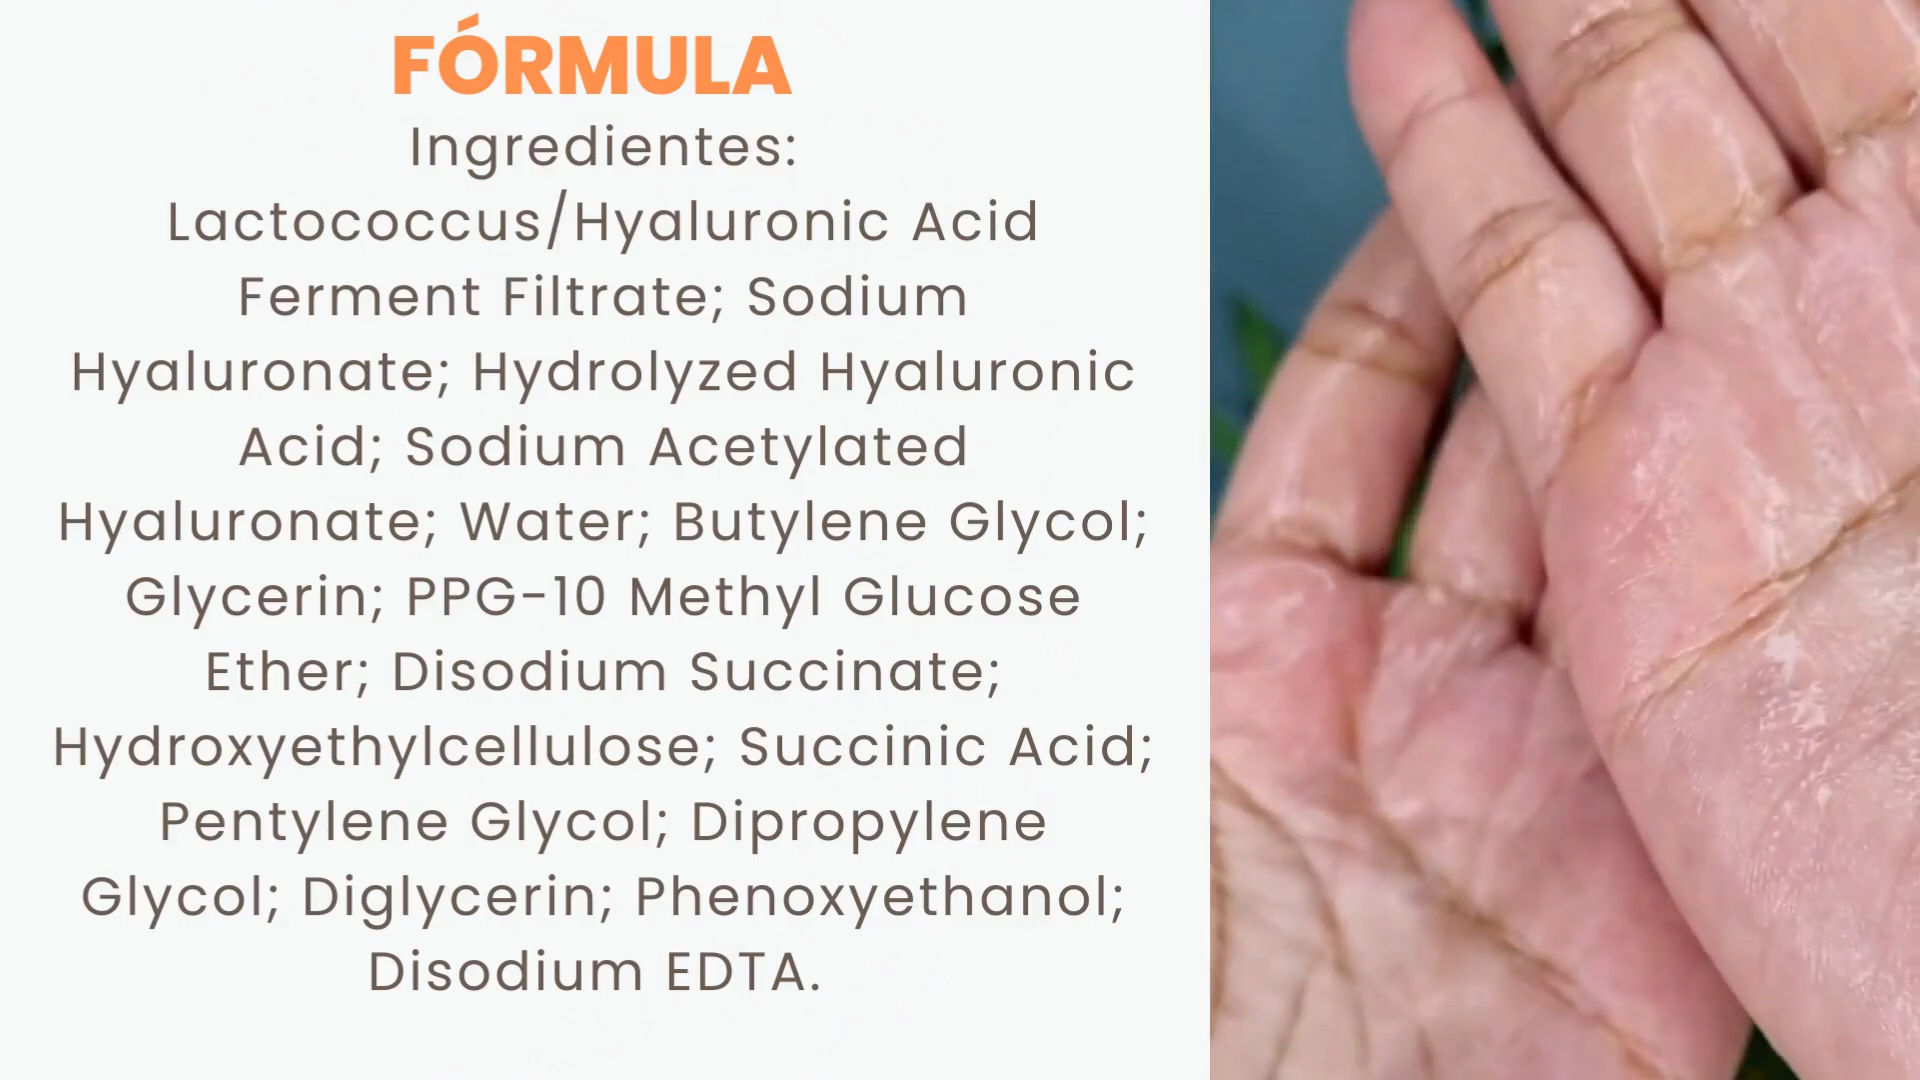 FÓRMULA
Ingredientes:
Lactococcus/Hyaluronic Acid
Ferment Filtrate; Sodium
Hyaluronate; Hydrolyzed Hyaluronic
Acid; Sodium Acetylated
Hyaluronate; Water; Butylene Glycol;
Glycerin; PPG-10 Methyl Glucose
Ether; Disodium Succinate;
Hydroxyethylcellulose; Succinic Acid;
Pentylene Glycol; Dipropylene
Glycol; Diglycerin; Phenoxyethanol;
Disodium EDTA.